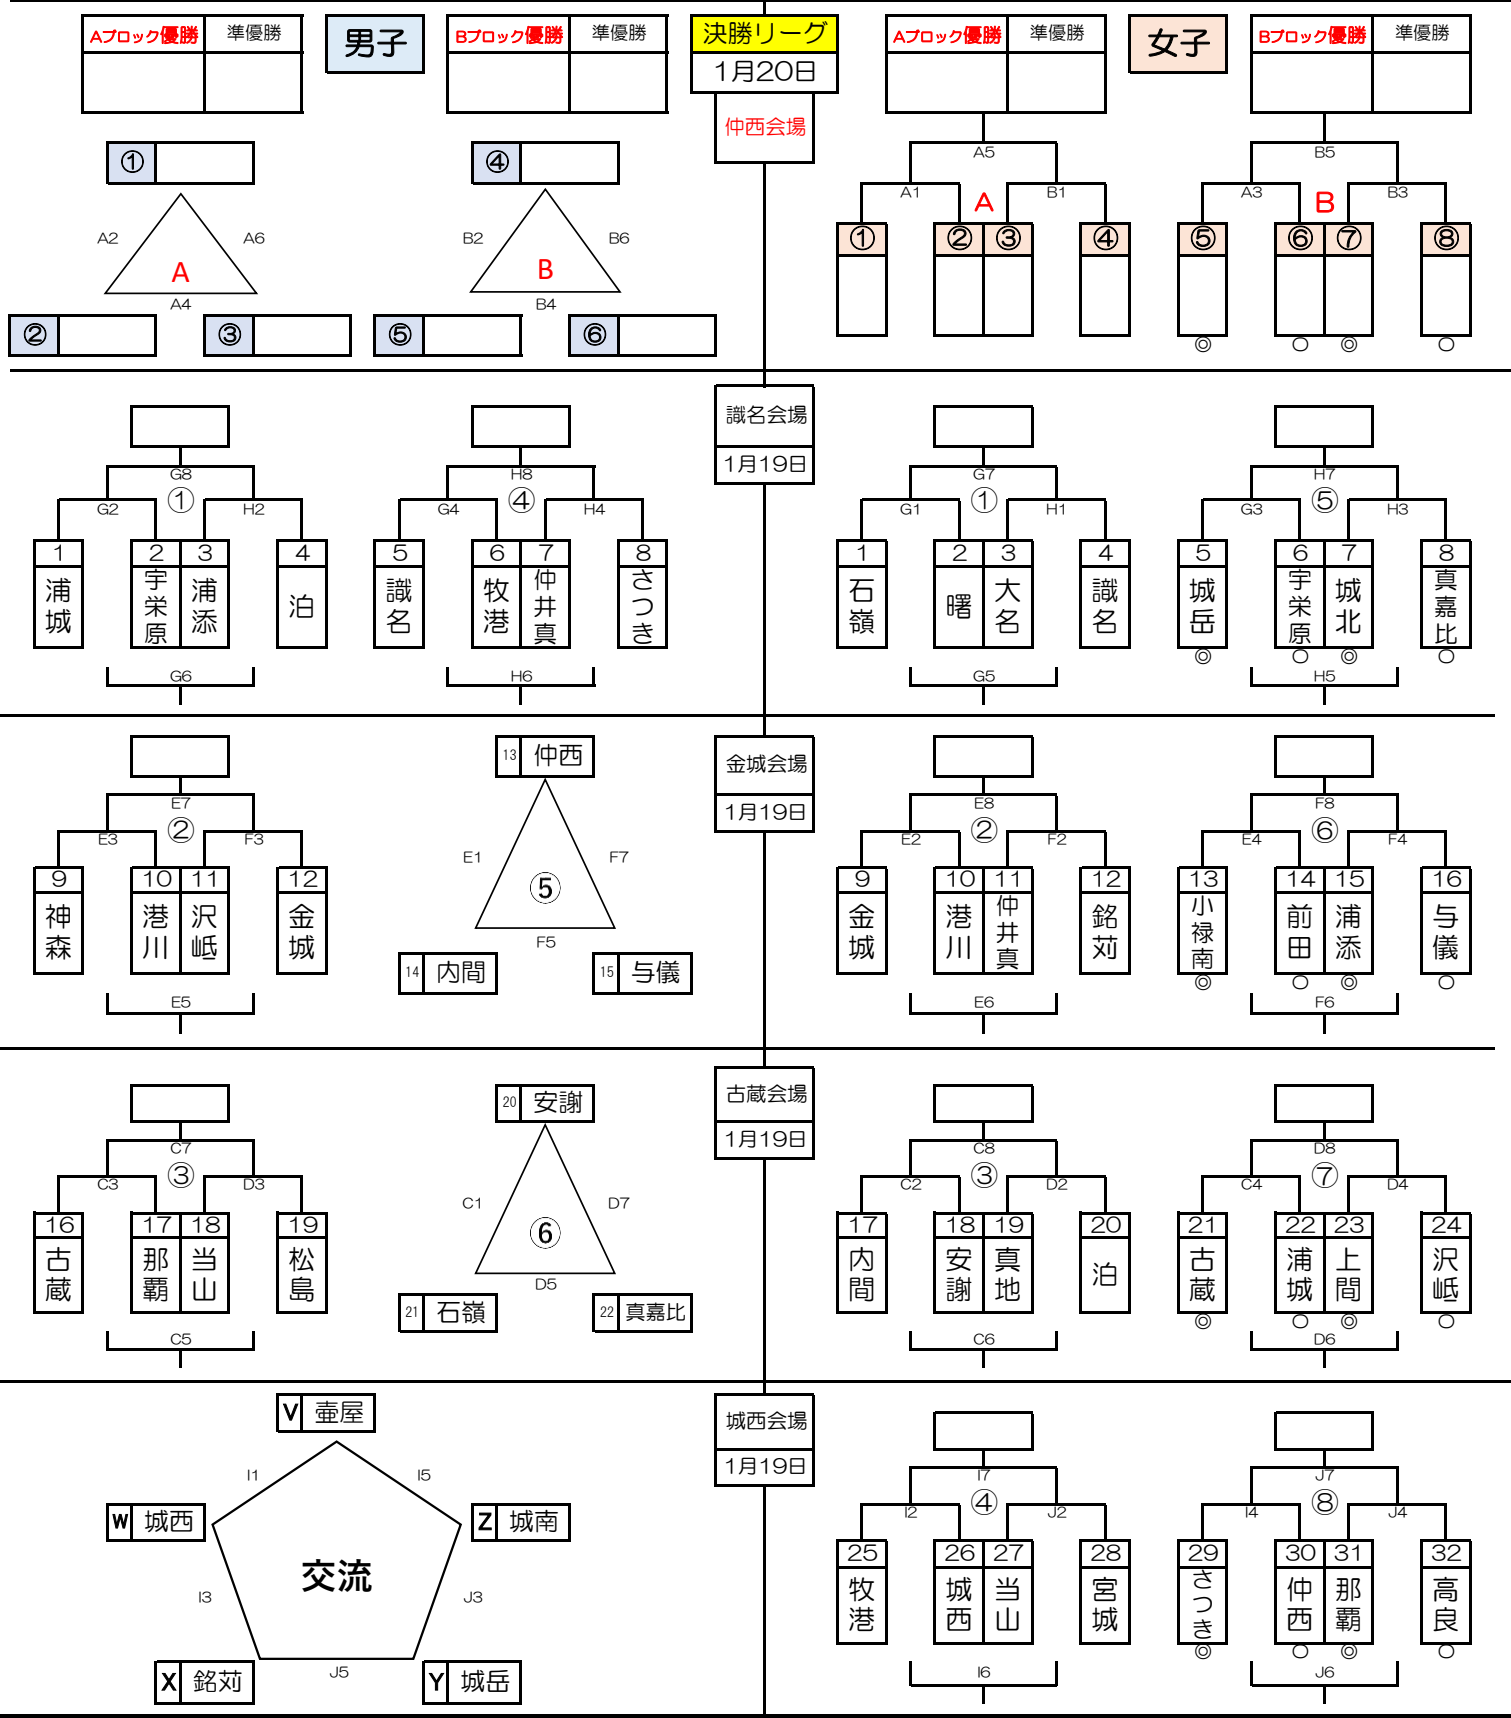 Aブロック優勝 準優勝 男子 Bブロック優勝 準優勝 決勝リーグ Aブロック優勝 準優勝 女子 Bブロック優勝 準優勝
1月20日
仲西会場
① ④ A5 B5
A1 A B1 A3 B B3
A2 A6 B2 B6 ① ② ③ ④ ⑤ ⑥ ⑦ ⑧
A B
A4 B4
② ③ ⑤ ⑥ ◎ ○ ◎ ○
識名会場
1月19日
G8 H8 G7 H7
① ④ ① ⑤
G2 H2 G4 H4 G1 H1 G3 H3
1 2 3 4 5 6 7 8 1 2 3 4 5 6 7 8
浦城 宇栄原 浦添 泊 識名 牧港 仲井真 さつき 石嶺 曙 大名 識名 城岳 宇栄原 城北 真嘉比
◎ ○ ◎ ○
G6 H6 G5 H5
13 仲西 金城会場
1月19日
E7 E8 F8
② ② ⑥
E3 F3 E1 F7 E2 F2 E4 F4
9 10 11 12 ⑤ 9 10 11 12 13 14 15 16
神森 港川 沢岻 金城 金城 港川 仲井真 銘苅 小禄南 前田 浦添 与儀
F5
14 内間 15 与儀 ◎ ○ ◎ ○
E5 E6 F6
20 安謝 古蔵会場
1月19日
C7 C8 D8
③ ③ ⑦
C3 D3 C1 D7 C2 D2 C4 D4
16 17 18 19 ⑥ 17 18 19 20 21 22 23 24
古蔵 那覇 当山 松島 内間 安謝 真地 泊 古蔵 浦城 上間 沢岻
D5
21 石嶺 22 真嘉比 ◎ ○ ◎ ○
C5 C6 D6
V 壷屋 城西会場
1月19日
I1 I5 I7 J7
④ ⑧
W 城西 Z 城南 I2 J2 I4 J4
25 26 27 28 29 30 31 32
交流 牧港 城西 当山 宮城 さつき 仲西 那覇 高良
I3 J3
◎ ○ ◎ ○
X 銘苅 J5 Y 城岳 I6 J6